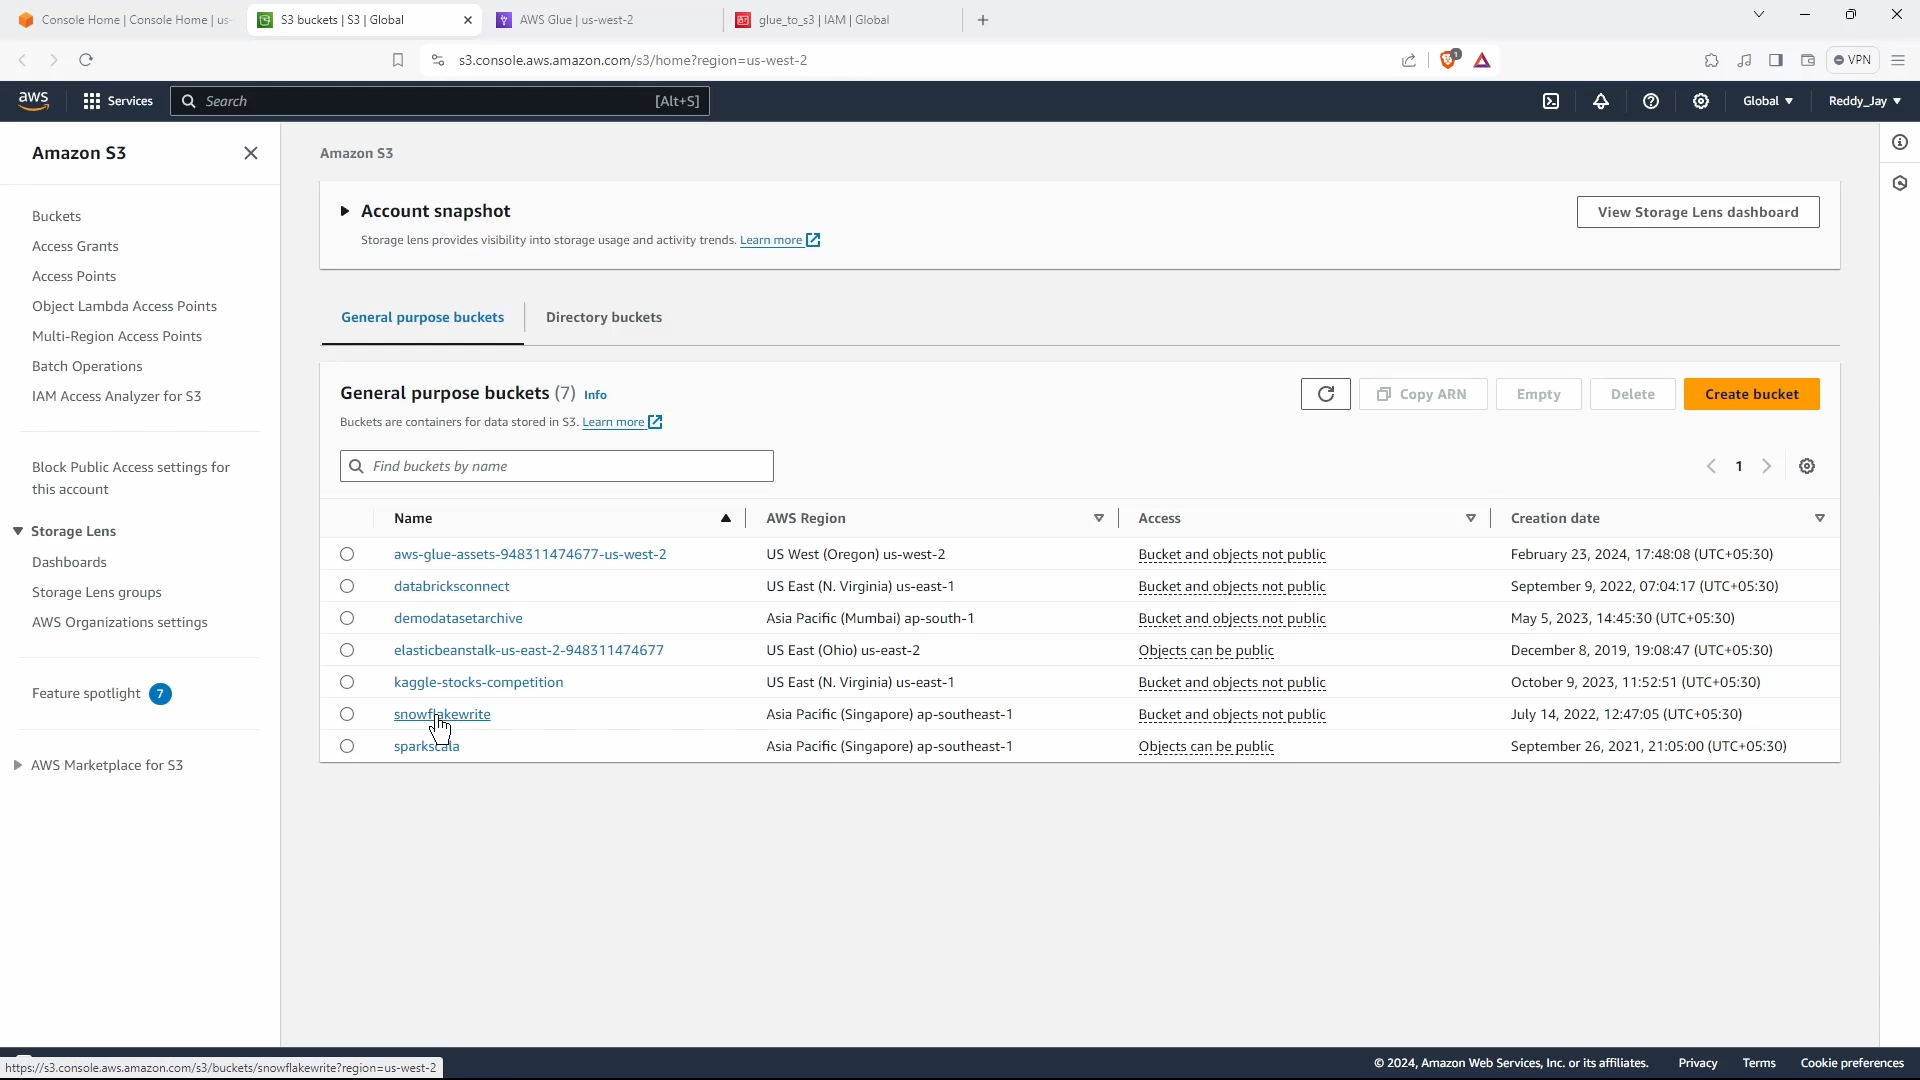 Console Home | Console Home | us-
S3 buckets | S3 | Global
AWS Glue | us-west-2
glue_to_s3 | IAM | Global
s3.console.aws.amazon.com/s3/home?region=us-west-2
1
VPN
aws
Services
Search
[Alt+S]
Global
Reddy_Jay
Amazon S3
Buckets
Access Grants
Access Points
Object Lambda Access Points
Multi-Region Access Points
Batch Operations
IAM Access Analyzer for S3
Block Public Access settings for
this account
Storage Lens
Dashboards
Storage Lens groups
AWS Organizations settings
Feature spotlight 7
AWS Marketplace for S3
Amazon S3
Account snapshot
Storage lens provides visibility into storage usage and activity trends. Learn more
View Storage Lens dashboard
General purpose buckets
Directory buckets
General purpose buckets (7) Info
Buckets are containers for data stored in S3. Learn more
Copy ARN
Empty
Delete
Create bucket
Find buckets by name
1
Name AWS Region Access Creation date
aws-glue-assets-948311474677-us-west-2 US West (Oregon) us-west-2 Bucket and objects not public February 23, 2024, 17:48:08 (UTC+05:30)
databricksconnect US East (N. Virginia) us-east-1 Bucket and objects not public September 9, 2022, 07:04:17 (UTC+05:30)
demodatasetarchive Asia Pacific (Mumbai) ap-south-1 Bucket and objects not public May 5, 2023, 14:45:30 (UTC+05:30)
elasticbeanstalk-us-east-2-948311474677 US East (Ohio) us-east-2 Objects can be public December 8, 2019, 19:08:47 (UTC+05:30)
kaggle-stocks-competition US East (N. Virginia) us-east-1 Bucket and objects not public October 9, 2023, 11:52:51 (UTC+05:30)
snowflakewrite Asia Pacific (Singapore) ap-southeast-1 Bucket and objects not public July 14, 2022, 12:47:05 (UTC+05:30)
sparkscala Asia Pacific (Singapore) ap-southeast-1 Objects can be public September 26, 2021, 21:05:00 (UTC+05:30)
https://s3.console.aws.amazon.com/s3/buckets/snowflakewrite?region=us-west-2
© 2024, Amazon Web Services, Inc. or its affiliates.
Privacy
Terms
Cookie preferences